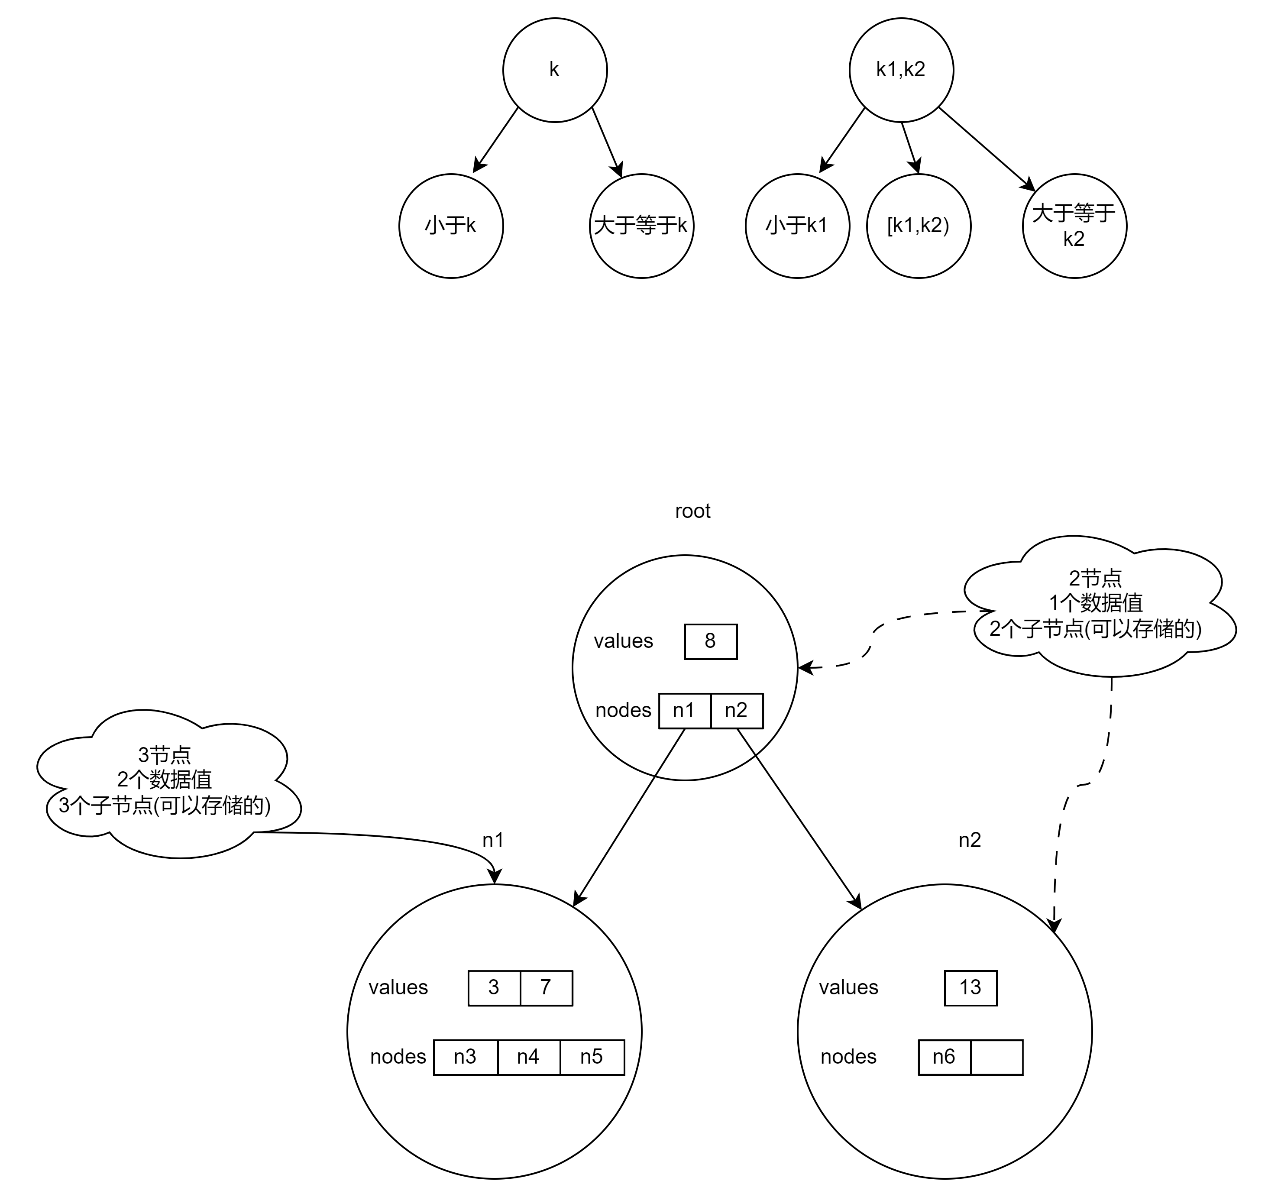 k
k1,k2
小于k
大于等于k
小于k1
[k1,k2)
大于等于
k2
root
2节点
1个数据值
2个子节点(可以存储的)
values
8
nodes
n1
n2
3节点
2个数据值
3个子节点(可以存储的)
n1
n2
values
3
7
nodes
n3
n4
n5
values
13
nodes
n6